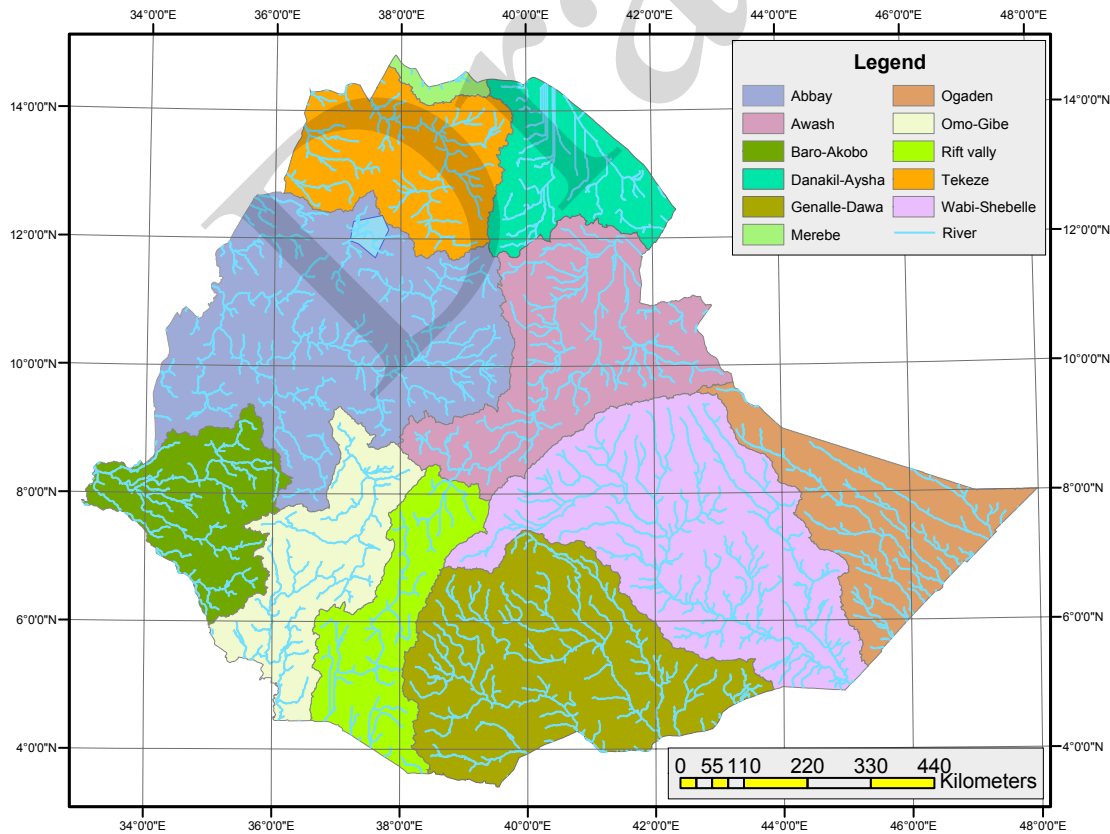 34°0'0"E 36°0'0"E 38°0'0"E 40°0'0"E 42°0'0"E 44°0'0"E 46°0'0"E 48°0'0"E
Legend
Abbay Ogaden
Awash Omo-Gibe
Baro-Akobo Rift vally
Danakil-Aysha Tekeze
Genalle-Dawa Wabi-Shebelle
Merebe River
14°0'0"N 14°0'0"N
12°0'0"N 12°0'0"N
10°0'0"N 10°0'0"N
8°0'0"N 8°0'0"N
6°0'0"N 6°0'0"N
4°0'0"N 4°0'0"N
0 55 110 220 330 440
Kilometers
34°0'0"E 36°0'0"E 38°0'0"E 40°0'0"E 42°0'0"E 44°0'0"E 46°0'0"E 48°0'0"E